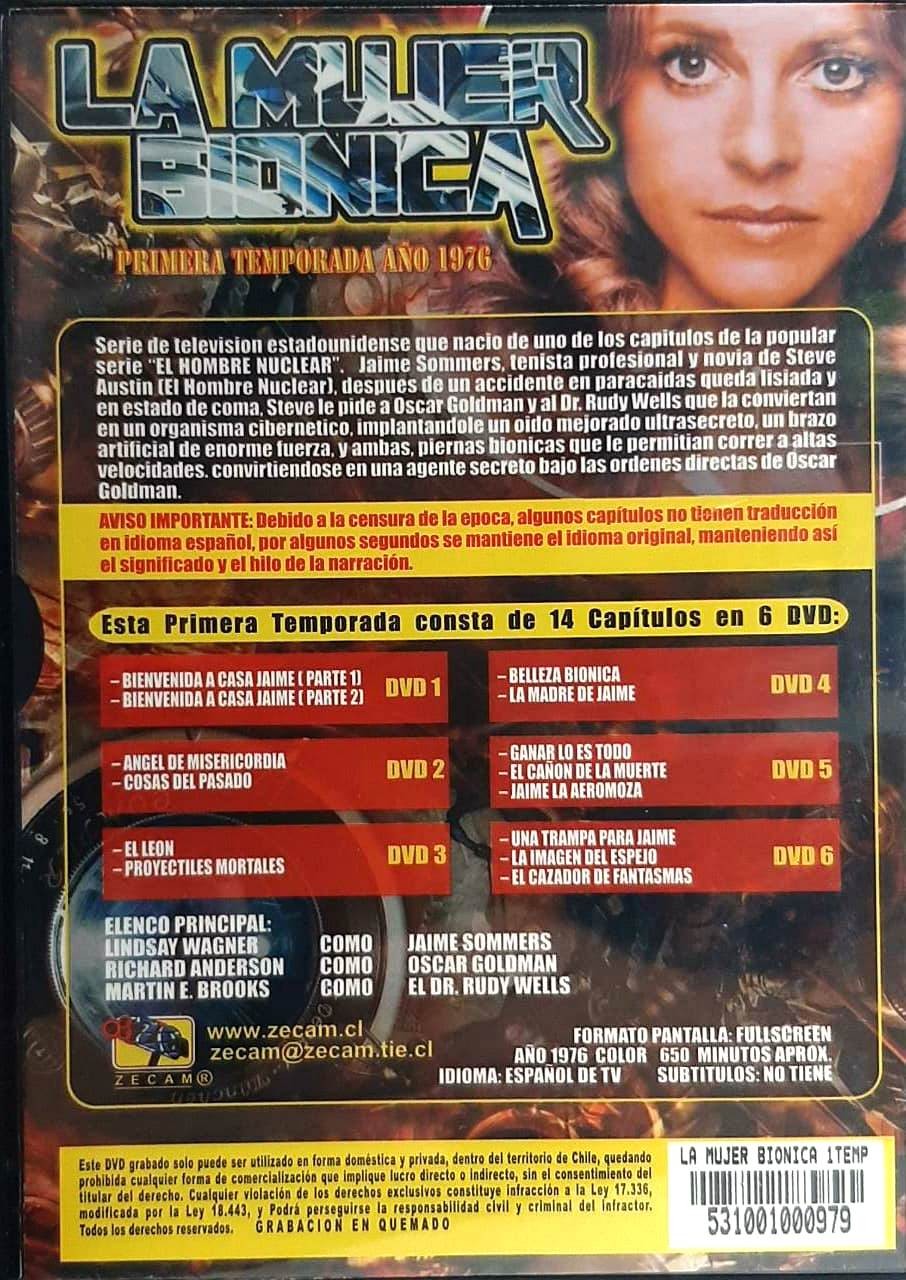 LA MUJER
BIONICA
PRIMERA TEMPORADA AÑO 1976
Serie de television estadounidense que nacio de uno de los capitulos de la popular
serie "EL HOMBRE NUCLEAR". Jaime Sommers, tenista profesional y novia de Steve
Austin (El Hombre Nuclear), despues de un accidente en paracaidas queda lisiada y
en estado de coma, Steve le pide a Oscar Goldman y al Dr. Rudy Wells que la conviertan
en un organisma cibernetico, implantandole un oido mejorado ultrasecreto, un brazo
artificial de enorme fuerza, y ambas, piernas bionicas que le permitian correr a altas
velocidades. convirtiendose en una agente secreto bajo las ordenes directas de Oscar
Goldman.
AVISO IMPORTANTE: Debido a la censura de la epoca, algunos capítulos no tienen traducción
en idioma español, por algunos segundos se mantiene el idioma original, manteniendo así
el significado y el hilo de la narración.
Esta Primera Temporada consta de 14 Capítulos en 6 DVD:
– BIENVENIDA A CASA JAIME ( PARTE 1)
– BIENVENIDA A CASA JAIME ( PARTE 2)
DVD 1
– ANGEL DE MISERICORDIA
– COSAS DEL PASADO
DVD 2
– EL LEON
– PROYECTILES MORTALES
DVD 3
– BELLEZA BIONICA
– LA MADRE DE JAIME
DVD 4
– GANAR LO ES TODO
– EL CAÑON DE LA MUERTE
– JAIME LA AEROMOZA
DVD 5
– UNA TRAMPA PARA JAIME
– LA IMAGEN DEL ESPEJO
– EL CAZADOR DE FANTASMAS
DVD 6
ELENCO PRINCIPAL:
LINDSAY WAGNER COMO JAIME SOMMERS
RICHARD ANDERSON COMO OSCAR GOLDMAN
MARTIN E. BROOKS COMO EL DR. RUDY WELLS
www.zecam.cl
zecam@zecam.tie.cl
ZECAM®
FORMATO PANTALLA: FULLSCREEN
AÑO 1976 COLOR 650 MINUTOS APROX.
IDIOMA: ESPAÑOL DE TV SUBTITULOS: NO TIENE
Este DVD grabado solo puede ser utilizado en forma doméstica y privada, dentro del territorio de Chile, quedando
prohibida cualquier forma de comercialización que implique lucro directo o indirecto, sin el consentimiento del
titular del derecho. Cualquier violación de los derechos exclusivos constituye infracción a la Ley 17.336,
modificada por la Ley 18.443, y Podrá perseguirse la responsabilidad civil y criminal del infractor.
Todos los derechos reservados. GRABACION EN QUEMADO
LA MUJER BIONICA 1TEMP
531001000979